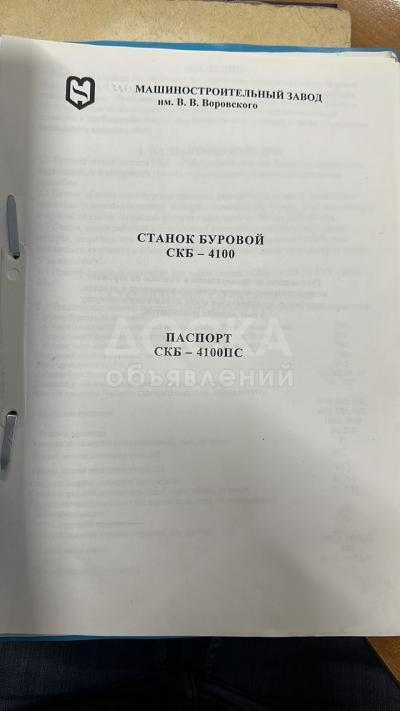 МАШИНОСТРОИТЕЛЬНЫЙ ЗАВОД
им. В. В. Воровского
СТАНОК БУРОВОЙ
СКБ – 4100
ПАСПОРТ
СКБ – 4100ПС
ДОСКА
объявлений